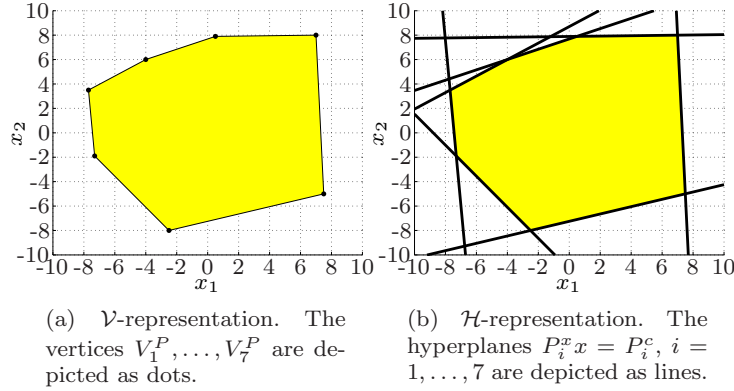 10
8
6
4
2
0
-2
-4
-6
-8
-10
x₂
-10 -8 -6 -4 -2 0 2 4 6 8 10
x₁
(a) 𝒱-representation. The
vertices V₁ᴾ, . . . , V₇ᴾ are de-
picted as dots.
10
8
6
4
2
0
-2
-4
-6
-8
-10
x₂
-10 -8 -6 -4 -2 0 2 4 6 8 10
x₁
(b) ℋ-representation. The
hyperplanes Pᵢˣx = Pᵢᶜ, i =
1, . . . , 7 are depicted as lines.